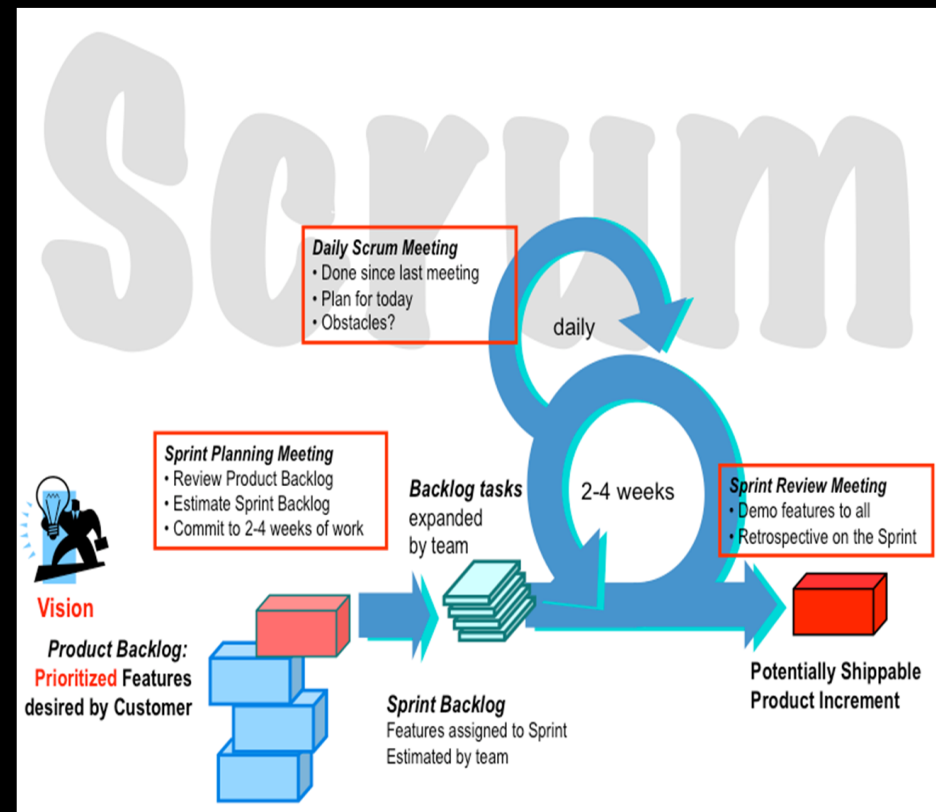 Scrum
Daily Scrum Meeting
• Done since last meeting
• Plan for today
• Obstacles?
daily
Sprint Planning Meeting
• Review Product Backlog
• Estimate Sprint Backlog
• Commit to 2-4 weeks of work
Backlog tasks
expanded
by team
2-4 weeks
Sprint Review Meeting
• Demo features to all
• Retrospective on the Sprint
Vision
Product Backlog:
Prioritized Features
desired by Customer
Sprint Backlog
Features assigned to Sprint
Estimated by team
Potentially Shippable
Product Increment